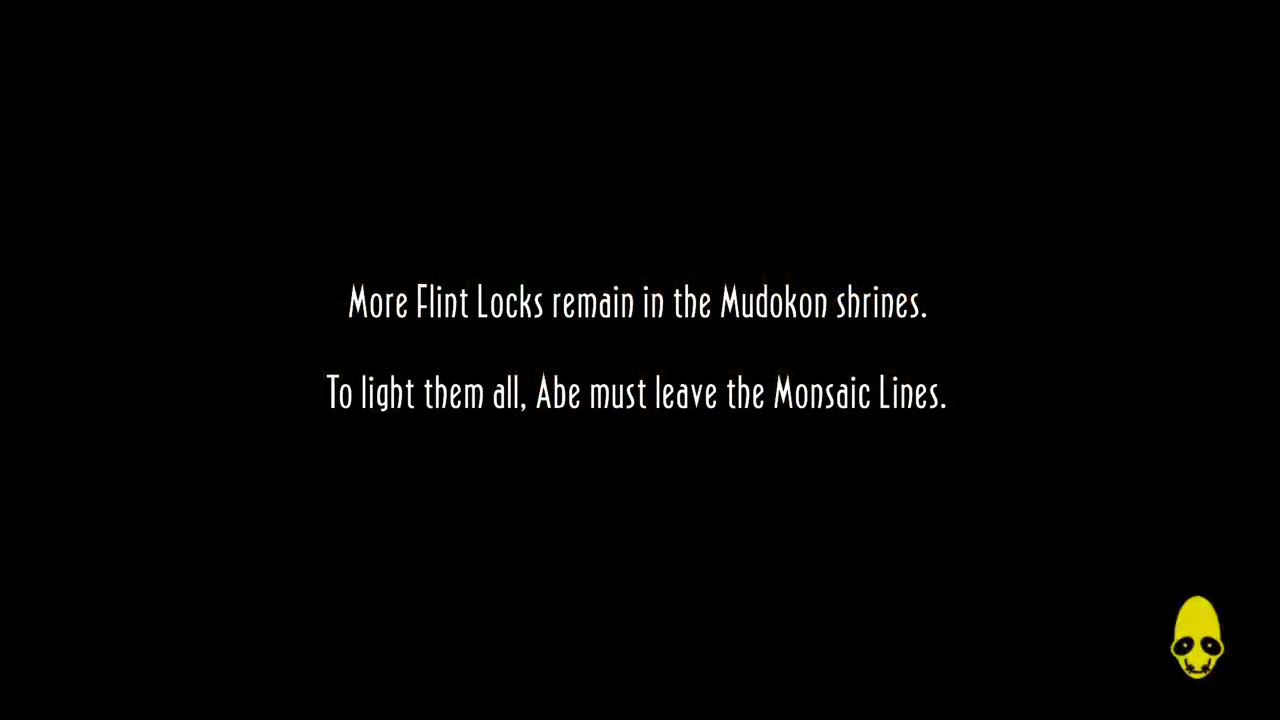 More Flint Locks remain in the Mudokon shrines.
To light them all, Abe must leave the Monsaic Lines.